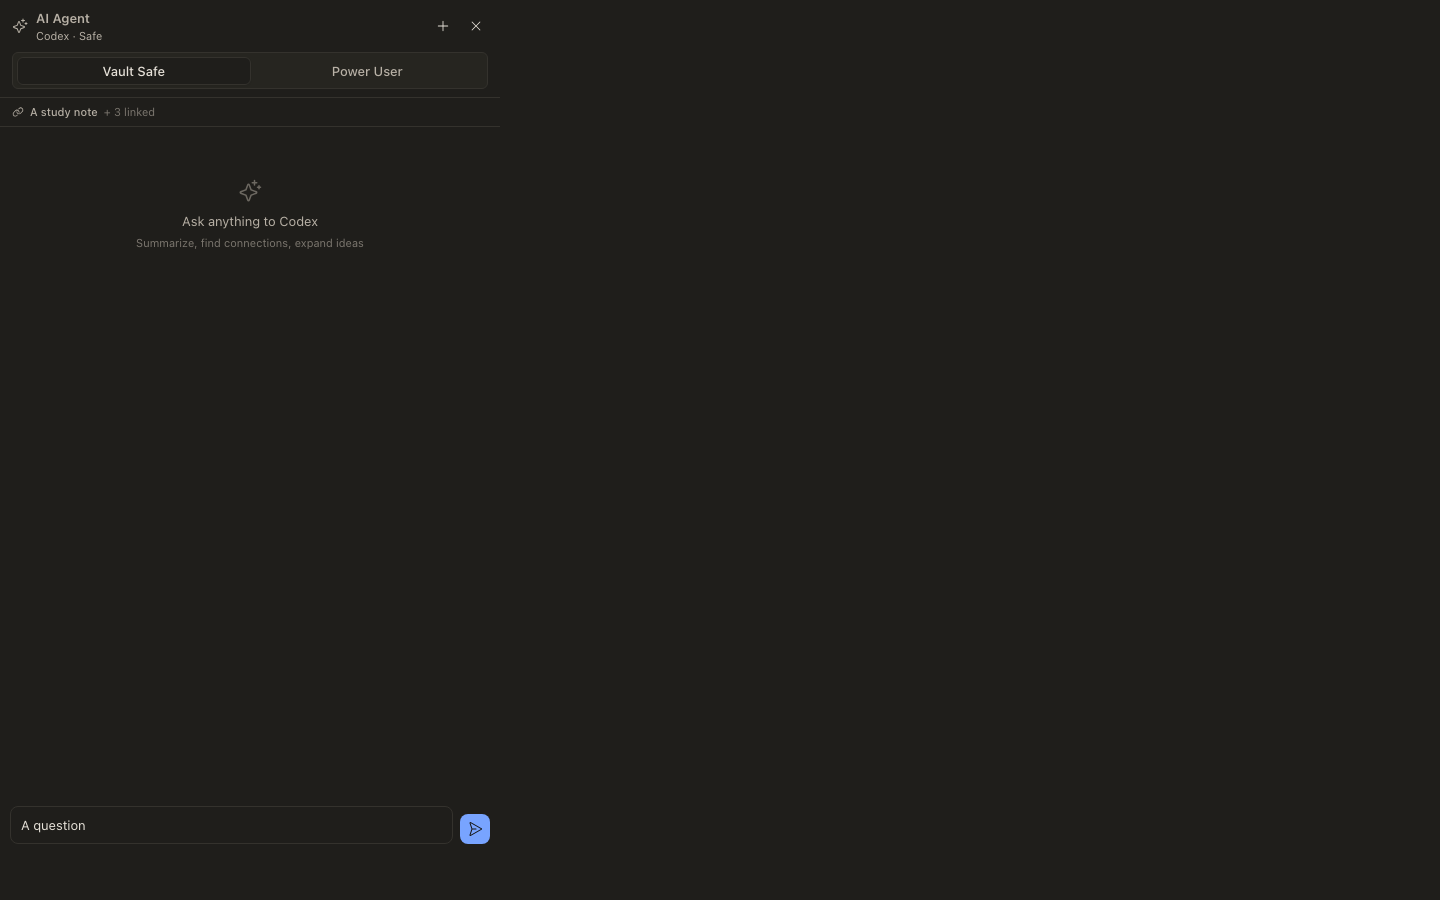 AI Agent
Codex · Safe
Vault Safe
Power User
A study note + 3 linked
Ask anything to Codex
Summarize, find connections, expand ideas
A question